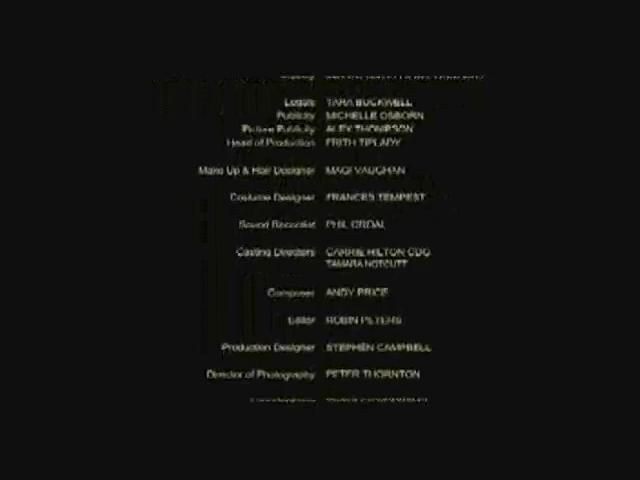 Legals TARA BUCKWELL
Publicity MICHELLE OSBORN
Picture Publicity ALEX THOMPSON
Head of Production FRITH TIPLADY
Make Up & Hair Designer MAGI VAUGHAN
Costume Designer FRANCES TEMPEST
Sound Recordist PHIL CROAL
Casting Directors CARRIE HILTON CDG
TAMARA NOTCUTT
Composer ANDY PRICE
Editor ROBIN PETERS
Production Designer STEPHEN CAMPBELL
Director of Photography PETER THORNTON